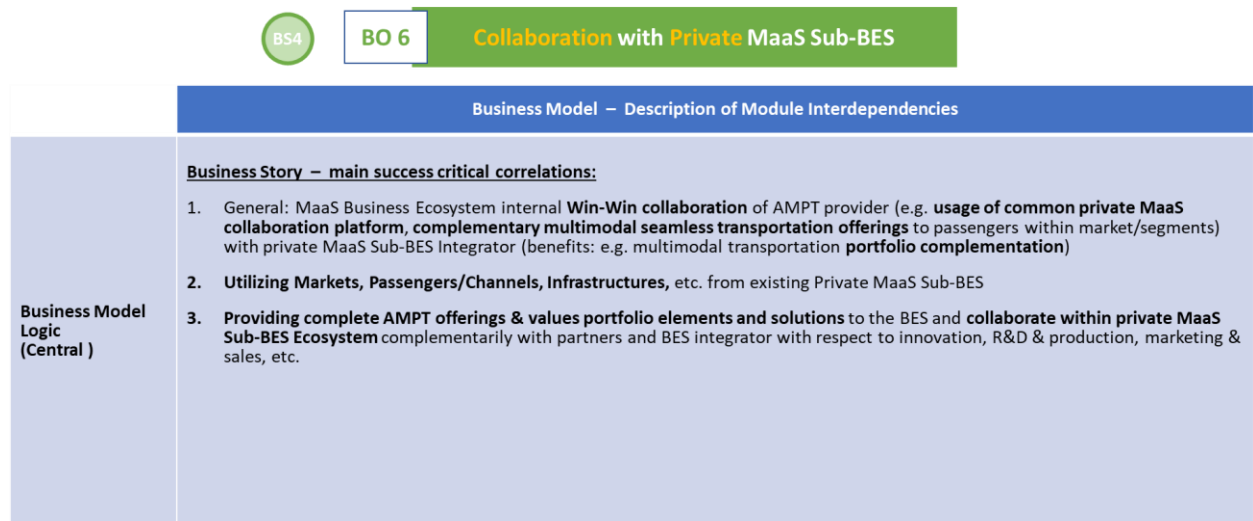 BS4
BO 6
Collaboration with Private MaaS Sub-BES
Business Model – Description of Module Interdependencies
Business Model
Logic
(Central )
Business Story – main success critical correlations:
1. General: MaaS Business Ecosystem internal Win-Win collaboration of AMPT provider (e.g. usage of common private MaaS
collaboration platform, complementary multimodal seamless transportation offerings to passengers within market/segments)
with private MaaS Sub-BES Integrator (benefits: e.g. multimodal transportation portfolio complementation)
2. Utilizing Markets, Passengers/Channels, Infrastructures, etc. from existing Private MaaS Sub-BES
3. Providing complete AMPT offerings & values portfolio elements and solutions to the BES and collaborate within private MaaS
Sub-BES Ecosystem complementarily with partners and BES integrator with respect to innovation, R&D & production, marketing &
sales, etc.